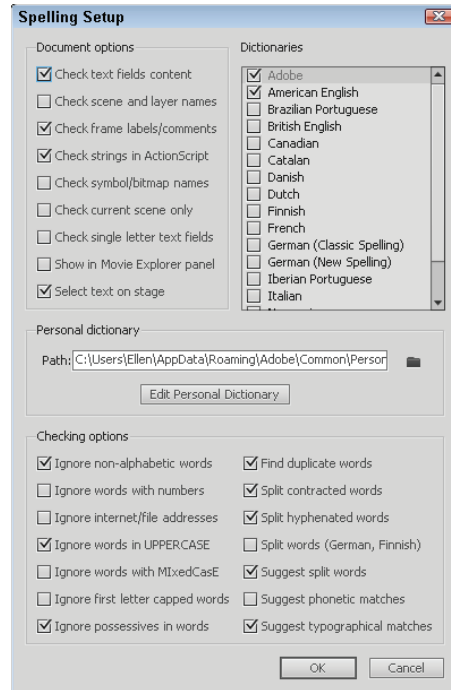 Spelling Setup
Document options
Check text fields content
Check scene and layer names
Check frame labels/comments
Check strings in ActionScript
Check symbol/bitmap names
Check current scene only
Check single letter text fields
Show in Movie Explorer panel
Select text on stage
Dictionaries
Adobe
American English
Brazilian Portuguese
British English
Canadian
Catalan
Danish
Dutch
Finnish
French
German (Classic Spelling)
German (New Spelling)
Iberian Portuguese
Italian
Personal dictionary
Path: C:\Users\Ellen\AppData\Roaming\Adobe\Common\Person
Edit Personal Dictionary
Checking options
Ignore non-alphabetic words
Ignore words with numbers
Ignore internet/file addresses
Ignore words in UPPERCASE
Ignore words with MIxedCasE
Ignore first letter capped words
Ignore possessives in words
Find duplicate words
Split contracted words
Split hyphenated words
Split words (German, Finnish)
Suggest split words
Suggest phonetic matches
Suggest typographical matches
OK
Cancel